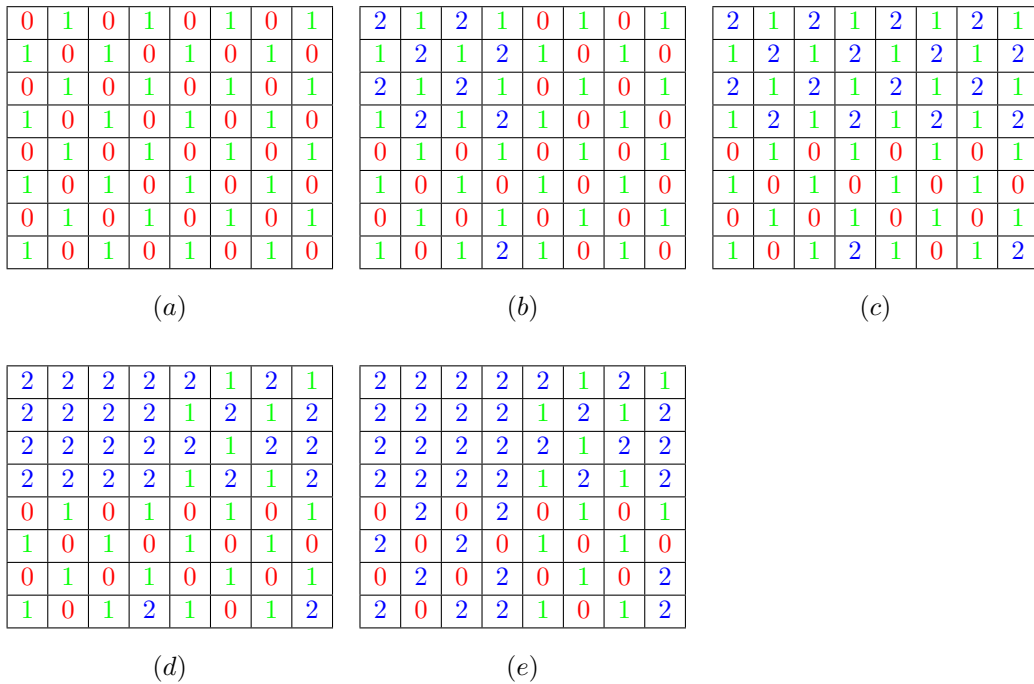 0 1 0 1 0 1 0 1
1 0 1 0 1 0 1 0
0 1 0 1 0 1 0 1
1 0 1 0 1 0 1 0
0 1 0 1 0 1 0 1
1 0 1 0 1 0 1 0
0 1 0 1 0 1 0 1
1 0 1 0 1 0 1 0
(a)
2 1 2 1 0 1 0 1
1 2 1 2 1 0 1 0
2 1 2 1 0 1 0 1
1 2 1 2 1 0 1 0
0 1 0 1 0 1 0 1
1 0 1 0 1 0 1 0
0 1 0 1 0 1 0 1
1 0 1 2 1 0 1 0
(b)
2 1 2 1 2 1 2 1
1 2 1 2 1 2 1 2
2 1 2 1 2 1 2 1
1 2 1 2 1 2 1 2
0 1 0 1 0 1 0 1
1 0 1 0 1 0 1 0
0 1 0 1 0 1 0 1
1 0 1 2 1 0 1 2
(c)
2 2 2 2 2 1 2 1
2 2 2 2 1 2 1 2
2 2 2 2 2 1 2 2
2 2 2 2 1 2 1 2
0 1 0 1 0 1 0 1
1 0 1 0 1 0 1 0
0 1 0 1 0 1 0 1
1 0 1 2 1 0 1 2
(d)
2 2 2 2 2 1 2 1
2 2 2 2 1 2 1 2
2 2 2 2 2 1 2 2
2 2 2 2 1 2 1 2
0 2 0 2 0 1 0 1
2 0 2 0 1 0 1 0
0 2 0 2 0 1 0 2
2 0 2 2 1 0 1 2
(e)